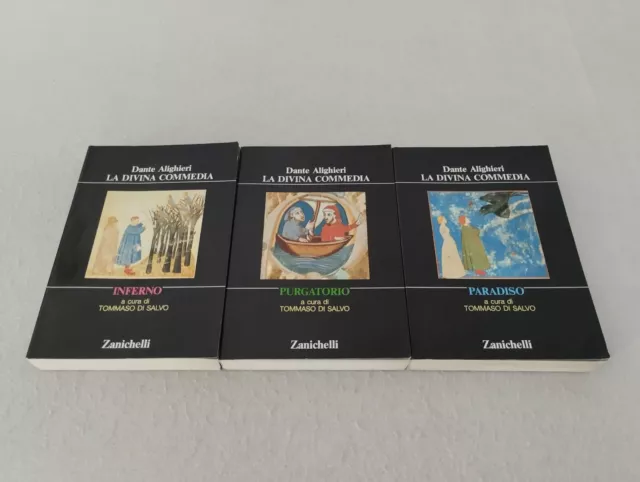 Dante Alighieri
LA DIVINA COMMEDIA
INFERNO
a cura di
TOMMASO DI SALVO
Zanichelli
Dante Alighieri
LA DIVINA COMMEDIA
PURGATORIO
a cura di
TOMMASO DI SALVO
Zanichelli
Dante Alighieri
LA DIVINA COMMEDIA
PARADISO
a cura di
TOMMASO DI SALVO
Zanichelli